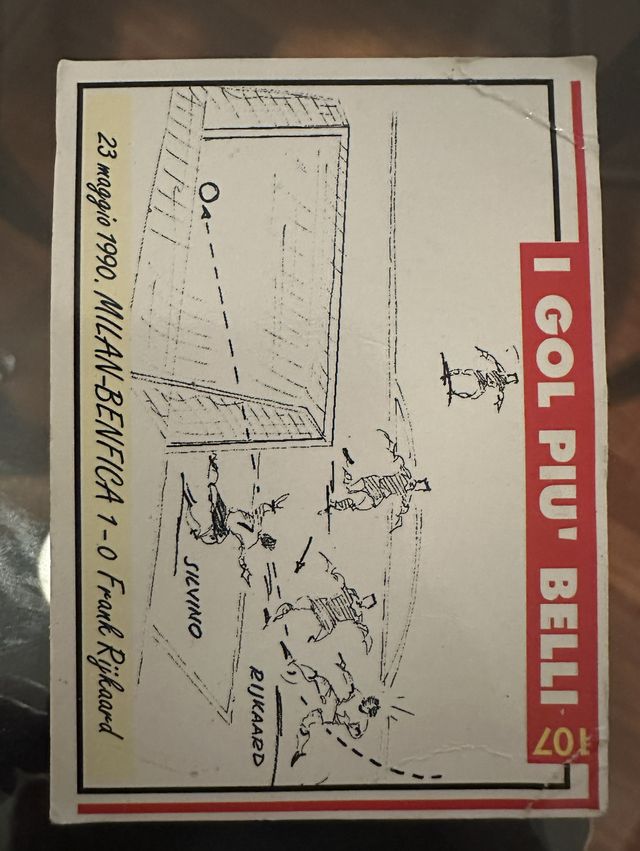 I GOL PIU' BELLI
107
SILVINO
RIJKAARD
23 maggio 1990. MILAN-BENFICA 1-0 Frank Rijkaard